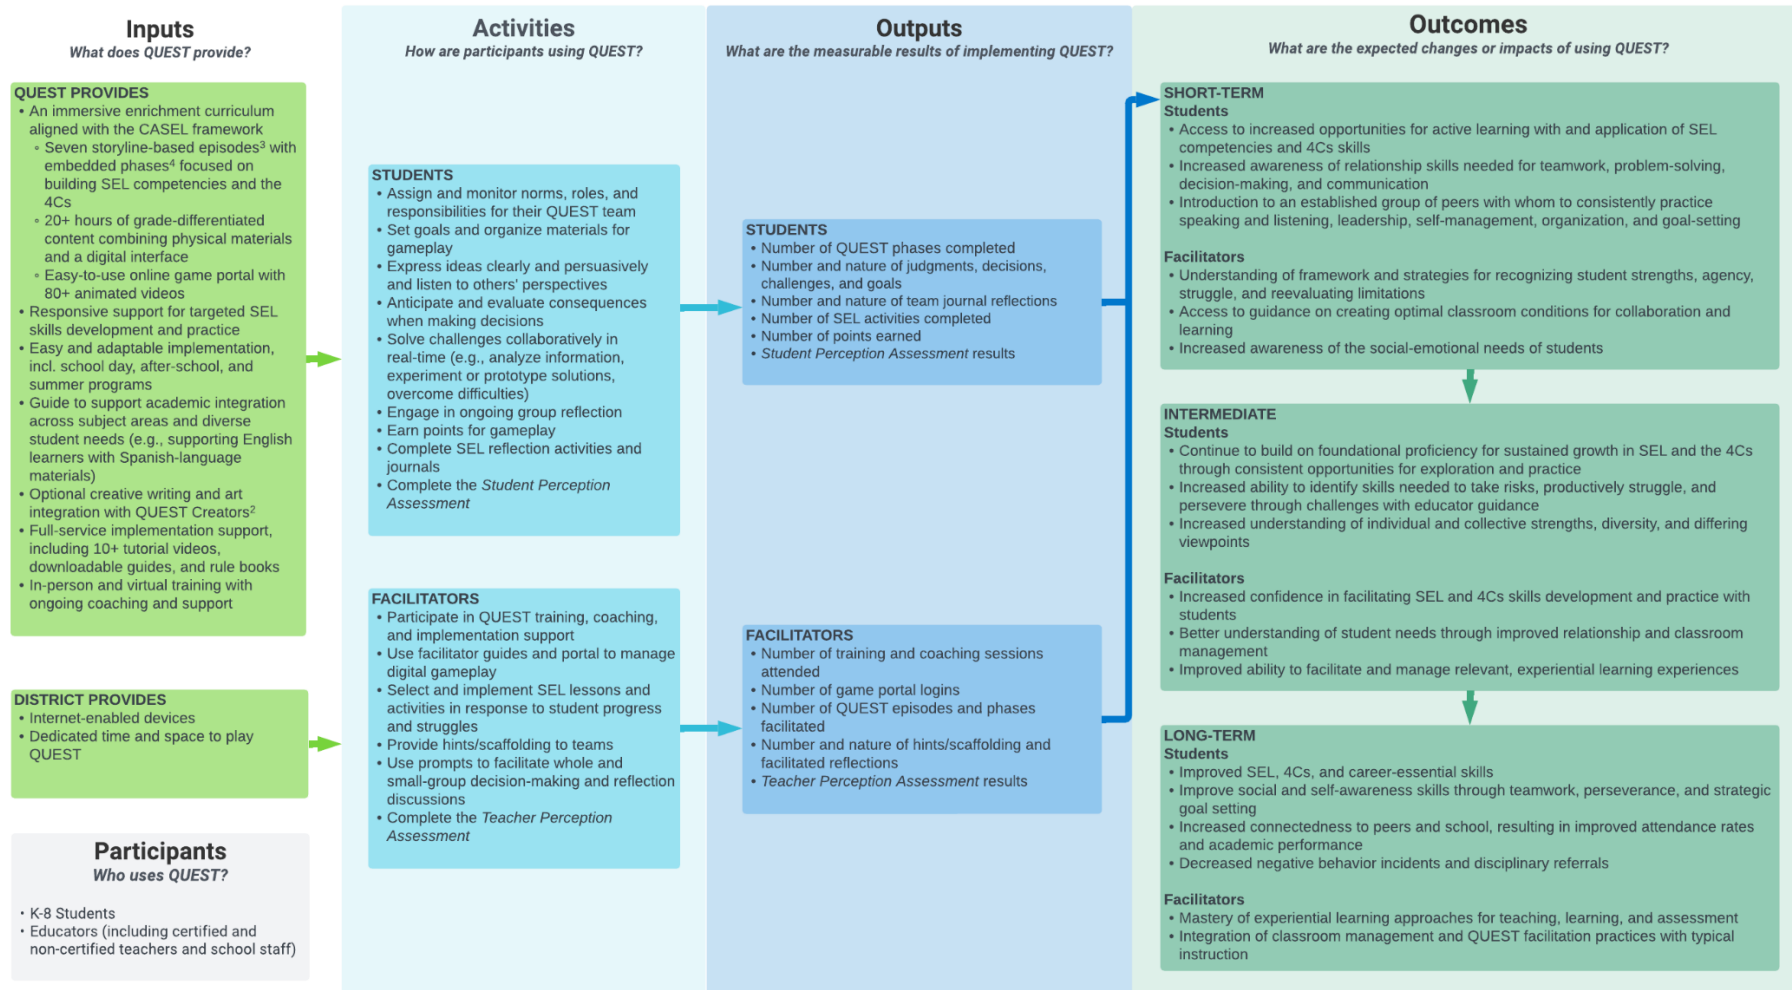 Inputs
What does QUEST provide?
QUEST PROVIDES
• An immersive enrichment curriculum
aligned with the CASEL framework
◦ Seven storyline-based episodes³ with
embedded phases⁴ focused on
building SEL competencies and the
4Cs
◦ 20+ hours of grade-differentiated
content combining physical materials
and a digital interface
◦ Easy-to-use online game portal with
80+ animated videos
• Responsive support for targeted SEL
skills development and practice
• Easy and adaptable implementation,
incl. school day, after-school, and
summer programs
• Guide to support academic integration
across subject areas and diverse
student needs (e.g., supporting English
learners with Spanish-language
materials)
• Optional creative writing and art
integration with QUEST Creators²
• Full-service implementation support,
including 10+ tutorial videos,
downloadable guides, and rule books
• In-person and virtual training with
ongoing coaching and support
DISTRICT PROVIDES
• Internet-enabled devices
• Dedicated time and space to play
QUEST
Participants
Who uses QUEST?
• K-8 Students
• Educators (including certified and
non-certified teachers and school staff)
Activities
How are participants using QUEST?
STUDENTS
• Assign and monitor norms, roles, and
responsibilities for their QUEST team
• Set goals and organize materials for
gameplay
• Express ideas clearly and persuasively
and listen to others' perspectives
• Anticipate and evaluate consequences
when making decisions
• Solve challenges collaboratively in
real-time (e.g., analyze information,
experiment or prototype solutions,
overcome difficulties)
• Engage in ongoing group reflection
• Earn points for gameplay
• Complete SEL reflection activities and
journals
• Complete the Student Perception
Assessment
FACILITATORS
• Participate in QUEST training, coaching,
and implementation support
• Use facilitator guides and portal to manage
digital gameplay
• Select and implement SEL lessons and
activities in response to student progress
and struggles
• Provide hints/scaffolding to teams
• Use prompts to facilitate whole and
small-group decision-making and reflection
discussions
• Complete the Teacher Perception
Assessment
Outputs
What are the measurable results of implementing QUEST?
STUDENTS
• Number of QUEST phases completed
• Number and nature of judgments, decisions,
challenges, and goals
• Number and nature of team journal reflections
• Number of SEL activities completed
• Number of points earned
• Student Perception Assessment results
FACILITATORS
• Number of training and coaching sessions
attended
• Number of game portal logins
• Number of QUEST episodes and phases
facilitated
• Number and nature of hints/scaffolding and
facilitated reflections
• Teacher Perception Assessment results
Outcomes
What are the expected changes or impacts of using QUEST?
SHORT-TERM
Students
• Access to increased opportunities for active learning with and application of SEL
competencies and 4Cs skills
• Increased awareness of relationship skills needed for teamwork, problem-solving,
decision-making, and communication
• Introduction to an established group of peers with whom to consistently practice
speaking and listening, leadership, self-management, organization, and goal-setting
Facilitators
• Understanding of framework and strategies for recognizing student strengths, agency,
struggle, and reevaluating limitations
• Access to guidance on creating optimal classroom conditions for collaboration and
learning
• Increased awareness of the social-emotional needs of students
INTERMEDIATE
Students
• Continue to build on foundational proficiency for sustained growth in SEL and the 4Cs
through consistent opportunities for exploration and practice
• Increased ability to identify skills needed to take risks, productively struggle, and
persevere through challenges with educator guidance
• Increased understanding of individual and collective strengths, diversity, and differing
viewpoints
Facilitators
• Increased confidence in facilitating SEL and 4Cs skills development and practice with
students
• Better understanding of student needs through improved relationship and classroom
management
• Improved ability to facilitate and manage relevant, experiential learning experiences
LONG-TERM
Students
• Improved SEL, 4Cs, and career-essential skills
• Improve social and self-awareness skills through teamwork, perseverance, and strategic
goal setting
• Increased connectedness to peers and school, resulting in improved attendance rates
and academic performance
• Decreased negative behavior incidents and disciplinary referrals
Facilitators
• Mastery of experiential learning approaches for teaching, learning, and assessment
• Integration of classroom management and QUEST facilitation practices with typical
instruction